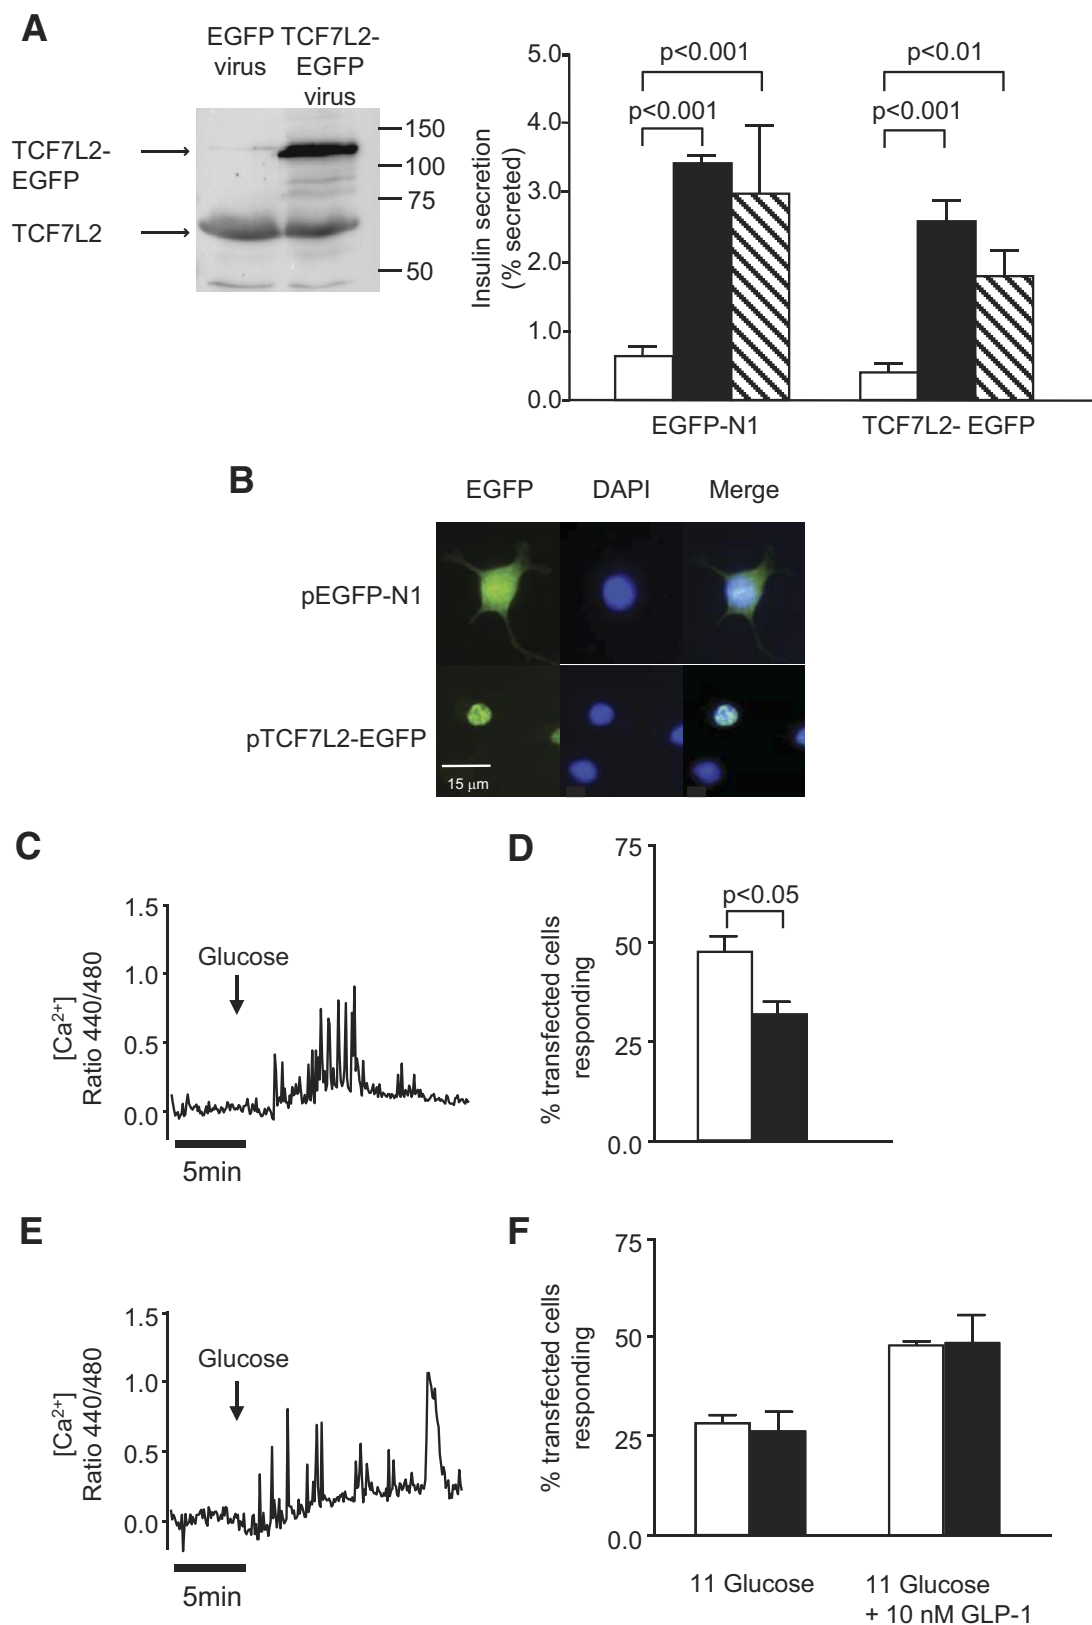 A
EGFP TCF7L2-
virus EGFP
virus
TCF7L2-
EGFP
TCF7L2
150
100
75
50
Insulin secretion
(% secreted)
5.0
4.0
3.0
2.0
1.0
0.0
p<0.001
p<0.001
p<0.01
p<0.001
EGFP-N1
TCF7L2- EGFP
B
EGFP
DAPI
Merge
pEGFP-N1
pTCF7L2-EGFP
15 μm
C
[Ca²⁺]
Ratio 440/480
1.5
1.0
0.5
0.0
Glucose
5min
D
% transfected cells
responding
75
50
25
0.0
p<0.05
E
[Ca²⁺]
Ratio 440/480
1.5
1.0
0.5
0.0
Glucose
5min
F
% transfected cells
responding
75
50
25
0.0
11 Glucose
11 Glucose
+ 10 nM GLP-1